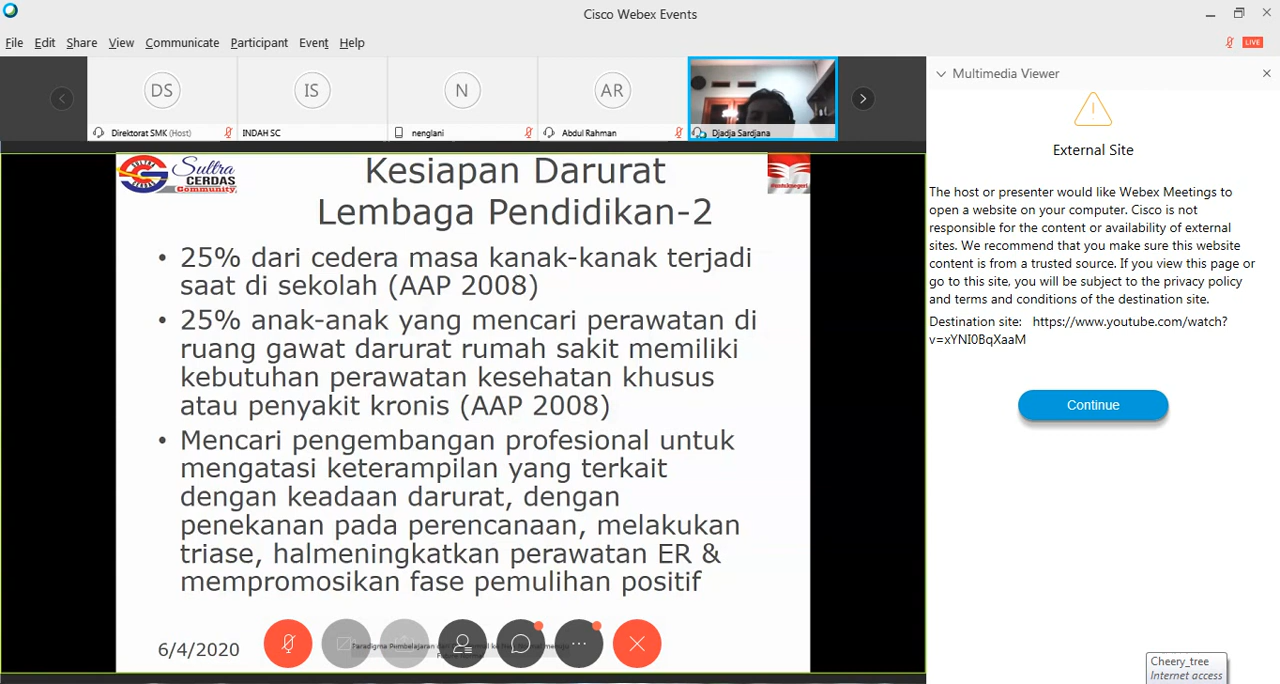 Cisco Webex Events
File Edit Share View Communicate Participant Event Help
LIVE
DS
IS
N
AR
Direktorat SMK (Host)
INDAH SC
nenglani
Abdul Rahman
Djadja Sardjana
Sultra
CERDAS
Community
Kesiapan Darurat
Lembaga Pendidikan-2
• 25% dari cedera masa kanak-kanak terjadi
saat di sekolah (AAP 2008)
• 25% anak-anak yang mencari perawatan di
ruang gawat darurat rumah sakit memiliki
kebutuhan perawatan kesehatan khusus
atau penyakit kronis (AAP 2008)
• Mencari pengembangan profesional untuk
mengatasi keterampilan yang terkait
dengan keadaan darurat, dengan
penekanan pada perencanaan, melakukan
triase, halmeningkatkan perawatan ER &
mempromosikan fase pemulihan positif
6/4/2020
Paradigma Pembelajaran
Multimedia Viewer
External Site
The host or presenter would like Webex Meetings to
open a website on your computer. Cisco is not
responsible for the content or availability of external
sites. We recommend that you make sure this website
content is from a trusted source. If you view this page or
go to this site, you will be subject to the privacy policy
and terms and conditions of the destination site.
Destination site: https://www.youtube.com/watch?
v=xYNI0BqXaaM
Continue
Cheery_tree
Internet access